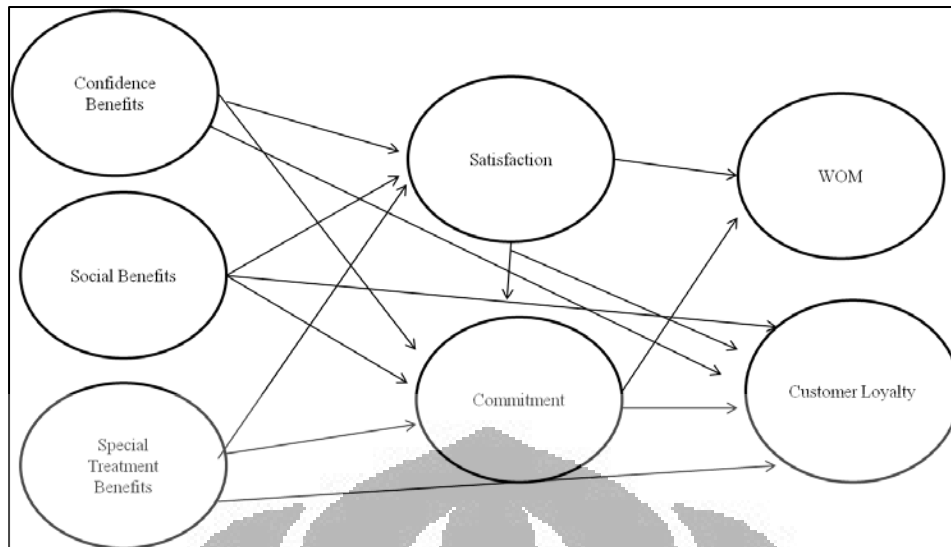 Confidence
Benefits
Satisfaction
WOM
Social Benefits
Commitment
Customer Loyalty
Special
Treatment
Benefits